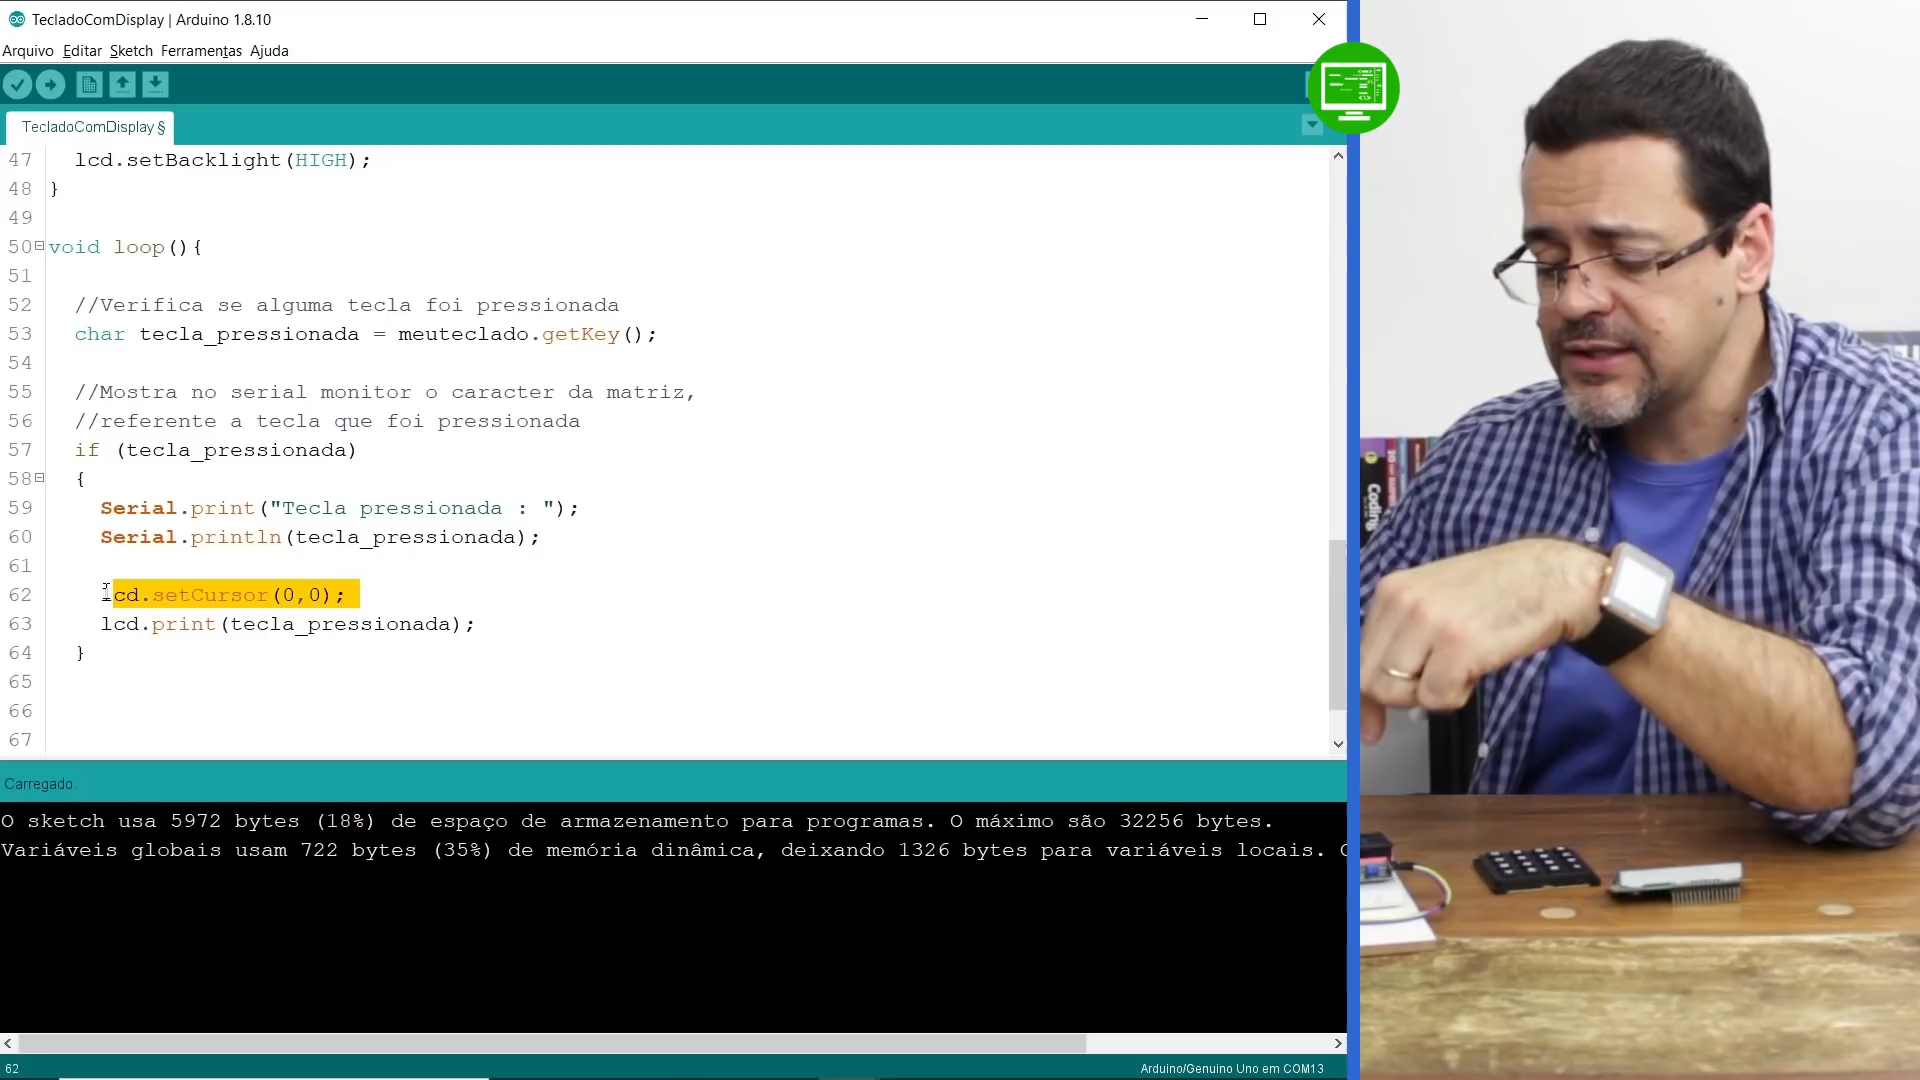 TecladoComDisplay | Arduino 1.8.10
Arquivo Editar Sketch Ferramentas Ajuda
TecladoComDisplay §
47 lcd.setBacklight(HIGH);
48 }
49
50 void loop(){
51
52 //Verifica se alguma tecla foi pressionada
53 char tecla_pressionada = meuteclado.getKey();
54
55 //Mostra no serial monitor o caracter da matriz,
56 //referente a tecla que foi pressionada
57 if (tecla_pressionada)
58 {
59 Serial.print("Tecla pressionada : ");
60 Serial.println(tecla_pressionada);
61
62 lcd.setCursor(0,0);
63 lcd.print(tecla_pressionada);
64 }
65
66
67
Carregado.
O sketch usa 5972 bytes (18%) de espaço de armazenamento para programas. O máximo são 32256 bytes.
Variáveis globais usam 722 bytes (35%) de memória dinâmica, deixando 1326 bytes para variáveis locais.
62
Arduino/Genuino Uno em COM13
Coding